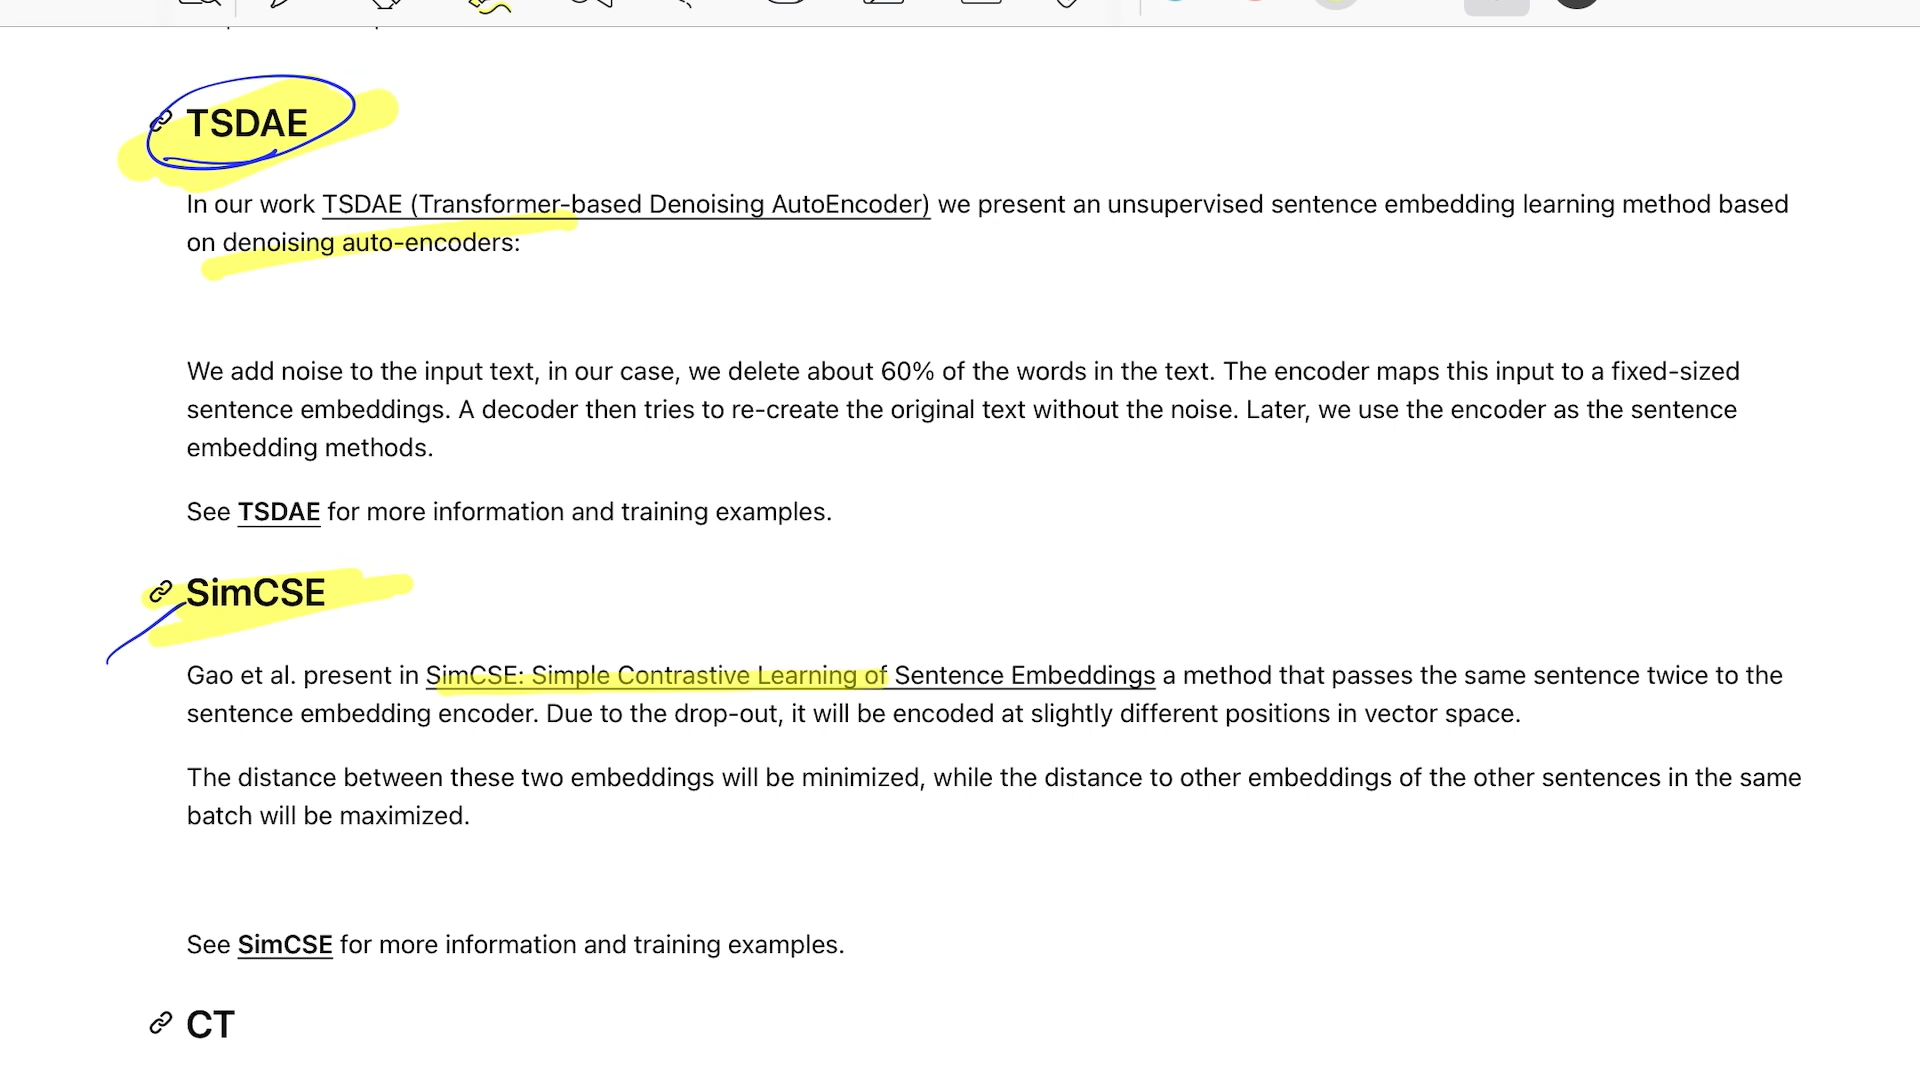 TSDAE
In our work TSDAE (Transformer-based Denoising AutoEncoder) we present an unsupervised sentence embedding learning method based
on denoising auto-encoders:
We add noise to the input text, in our case, we delete about 60% of the words in the text. The encoder maps this input to a fixed-sized
sentence embeddings. A decoder then tries to re-create the original text without the noise. Later, we use the encoder as the sentence
embedding methods.
See TSDAE for more information and training examples.
SimCSE
Gao et al. present in SimCSE: Simple Contrastive Learning of Sentence Embeddings a method that passes the same sentence twice to the
sentence embedding encoder. Due to the drop-out, it will be encoded at slightly different positions in vector space.
The distance between these two embeddings will be minimized, while the distance to other embeddings of the other sentences in the same
batch will be maximized.
See SimCSE for more information and training examples.
CT